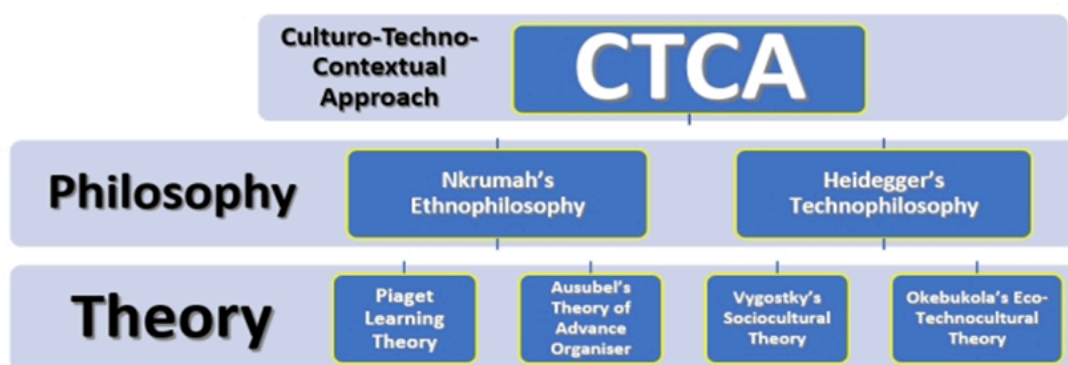 Culturo-Techno-
Contextual
Approach
CTCA
Philosophy
Nkrumah's
Ethnophilosophy
Heidegger's
Technophilosophy
Theory
Piaget
Learning
Theory
Ausubel's
Theory of
Advance
Organiser
Vygostky's
Sociocultural
Theory
Okebukola's Eco-
Technocultural
Theory